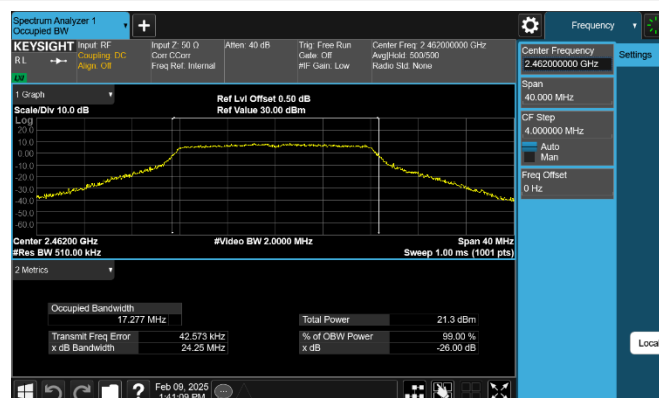 Spectrum Analyzer 1
Occupied BW
+
Frequency
KEYSIGHT
RL
Input: RF
Coupling: DC
Align: Off
Input Z: 50 Ω
Corr CCorr
Freq Ref: Internal
Atten: 40 dB
Trig: Free Run
Gate: Off
#IF Gain: Low
Center Freq: 2.462000000 GHz
Avg|Hold: 500/500
Radio Std: None
Center Frequency
2.462000000 GHz
Settings
Span
40.000 MHz
CF Step
4.000000 MHz
Auto
Man
Freq Offset
0 Hz
Local
1 Graph
Scale/Div 10.0 dB
Ref Lvl Offset 0.50 dB
Ref Value 30.00 dBm
Log
20.0
10.0
0.00
-10.0
-20.0
-30.0
-40.0
-50.0
-60.0
Center 2.46200 GHz
#Res BW 510.00 kHz
#Video BW 2.0000 MHz
Span 40 MHz
Sweep 1.00 ms (1001 pts)
2 Metrics
Occupied Bandwidth
17.277 MHz
Total Power 21.3 dBm
Transmit Freq Error 42.573 kHz
% of OBW Power 99.00 %
x dB Bandwidth 24.25 MHz
x dB -26.00 dB
?
Feb 09, 2025
1:41:09 PM